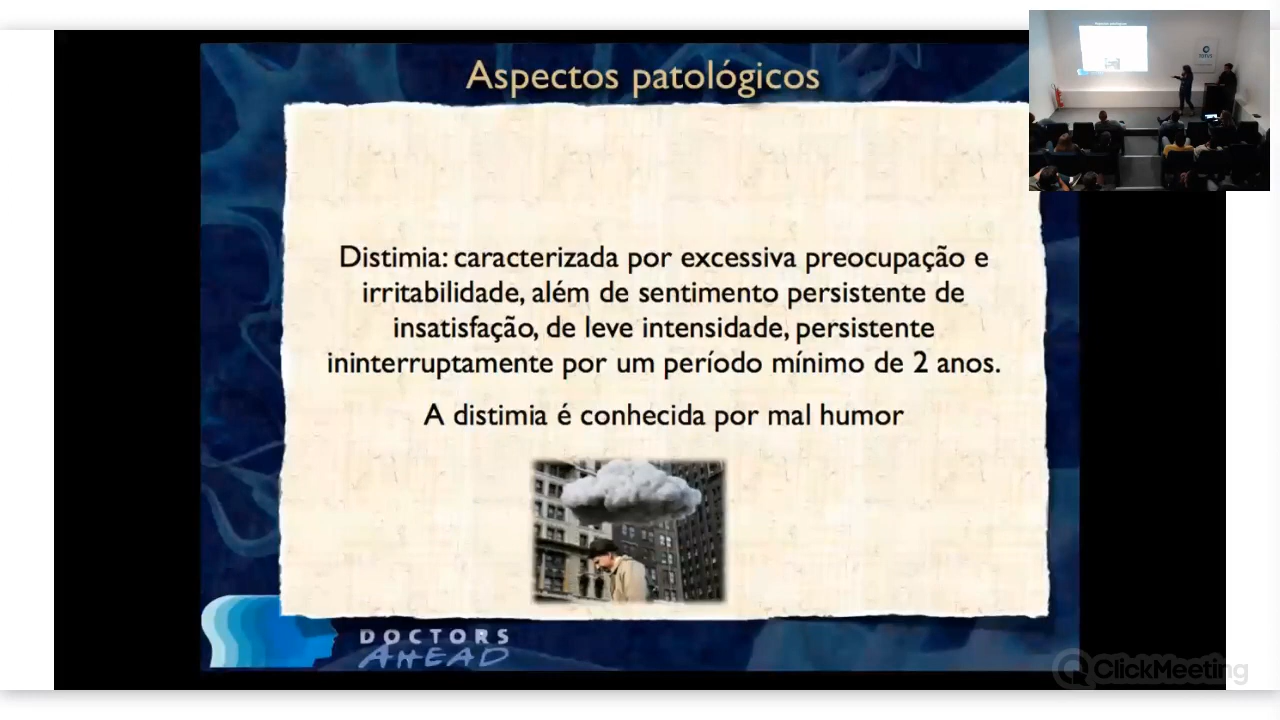 Aspectos patológicos
Distimia: caracterizada por excessiva preocupação e
irritabilidade, além de sentimento persistente de
insatisfação, de leve intensidade, persistente
ininterruptamente por um período mínimo de 2 anos.
A distimia é conhecida por mal humor
DOCTORS
AHEAD
ClickMeeting